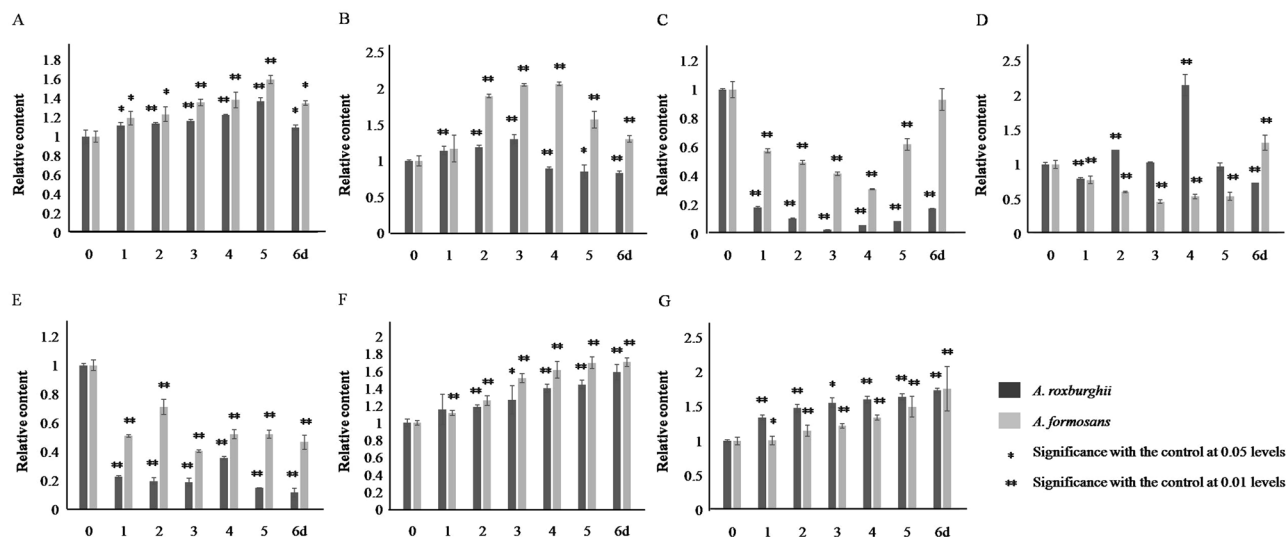 A
Relative content
1.8
1.6
1.4
1.2
1
0.8
0.6
0.4
0.2
0
0 1 2 3 4 5 6d
B
Relative content
2.5
2
1.5
1
0.5
0
0 1 2 3 4 5 6d
C
Relative content
1.2
1
0.8
0.6
0.4
0.2
0
0 1 2 3 4 5 6d
D
Relative content
2.5
2
1.5
1
0.5
0
0 1 2 3 4 5 6d
E
Relative content
1.2
1
0.8
0.6
0.4
0.2
0
0 1 2 3 4 5 6d
F
Relative content
2
1.8
1.6
1.4
1.2
1
0.8
0.6
0.4
0.2
0
0 1 2 3 4 5 6d
G
Relative content
2.5
2
1.5
1
0.5
0
0 1 2 3 4 5 6d
A. roxburghii
A. formosans
* Significance with the control at 0.05 levels
** Significance with the control at 0.01 levels